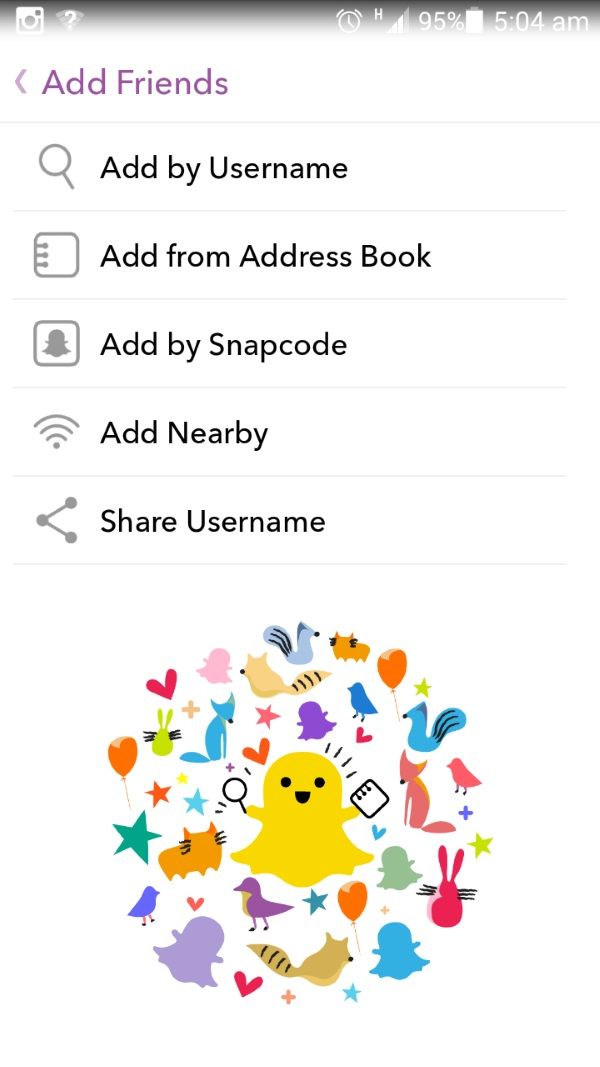 H 95% 5:04 am
Add Friends
Add by Username
Add from Address Book
Add by Snapcode
Add Nearby
Share Username